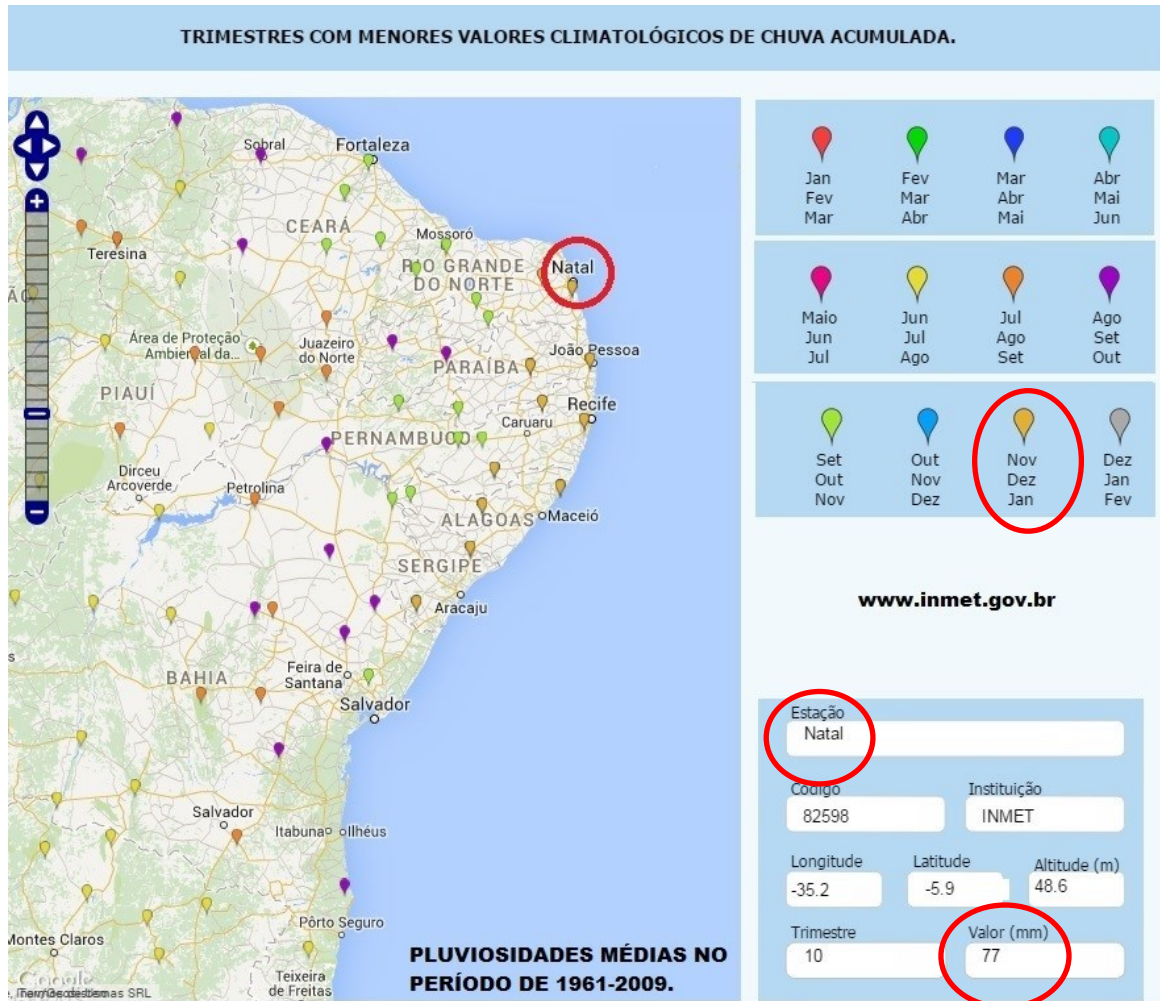 TRIMESTRES COM MENORES VALORES CLIMATOLÓGICOS DE CHUVA ACUMULADA.
Sobral
Fortaleza
CEARÁ
Mossoró
Teresina
RIO GRANDE
DO NORTE
Natal
Área de Proteção
Ambiental da...
Juazeiro
do Norte
João Pessoa
PARAÍBA
PIAUÍ
Recife
Caruaru
PERNAMBUCO
Dirceu
Arcoverde
Petrolina
ALAGOAS
Maceió
SERGIPE
Aracaju
Feira de
Santana
BAHIA
Salvador
Salvador
Itabuna
Ilhéus
Pôrto Seguro
Montes Claros
Teixeira
de Freitas
PLUVIOSIDADES MÉDIAS NO
PERÍODO DE 1961-2009.
Google
Jan Fev Mar Abr
Fev Mar Abr Mai
Mar Abr Mai Jun
Maio Jun Jul Ago
Jun Jul Ago Set
Jul Ago Set Out
Set Out Nov Dez
Out Nov Dez Jan
Nov Dez Jan Fev
www.inmet.gov.br
Estação
Natal
Código Instituição
82598 INMET
Longitude Latitude Altitude (m)
-35.2 -5.9 48.6
Trimestre Valor (mm)
10 77